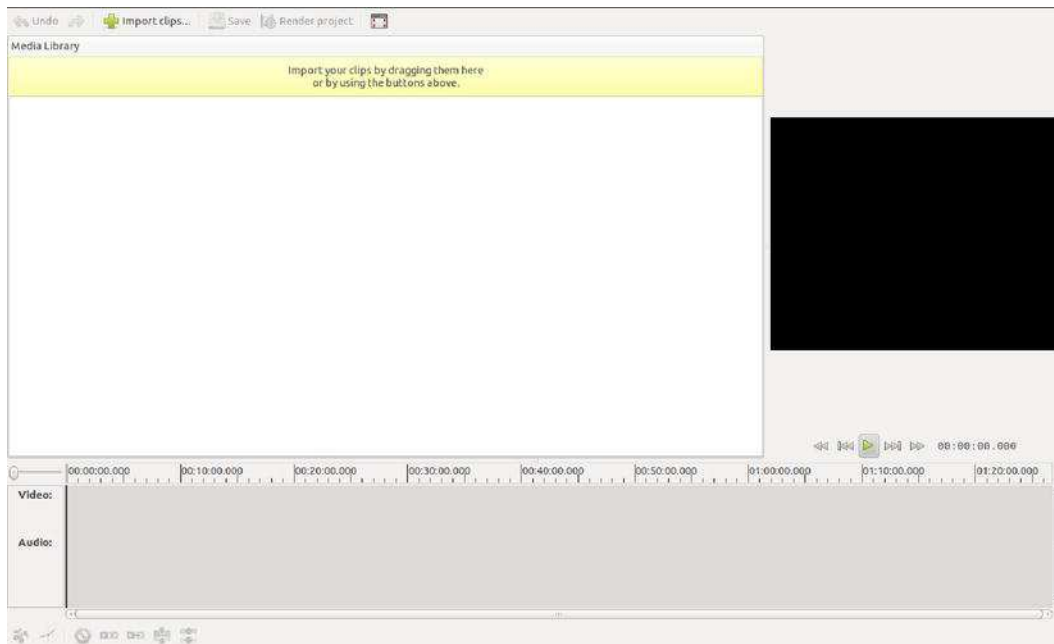 Undo Import clips... Save Render project
Media Library
Import your clips by dragging them here
or by using the buttons above.
00:00:00.000
00:00:00.000 00:10:00.000 00:20:00.000 00:30:00.000 00:40:00.000 00:50:00.000 01:00:00.000 01:10:00.000 01:20:00.000
Video:
Audio: